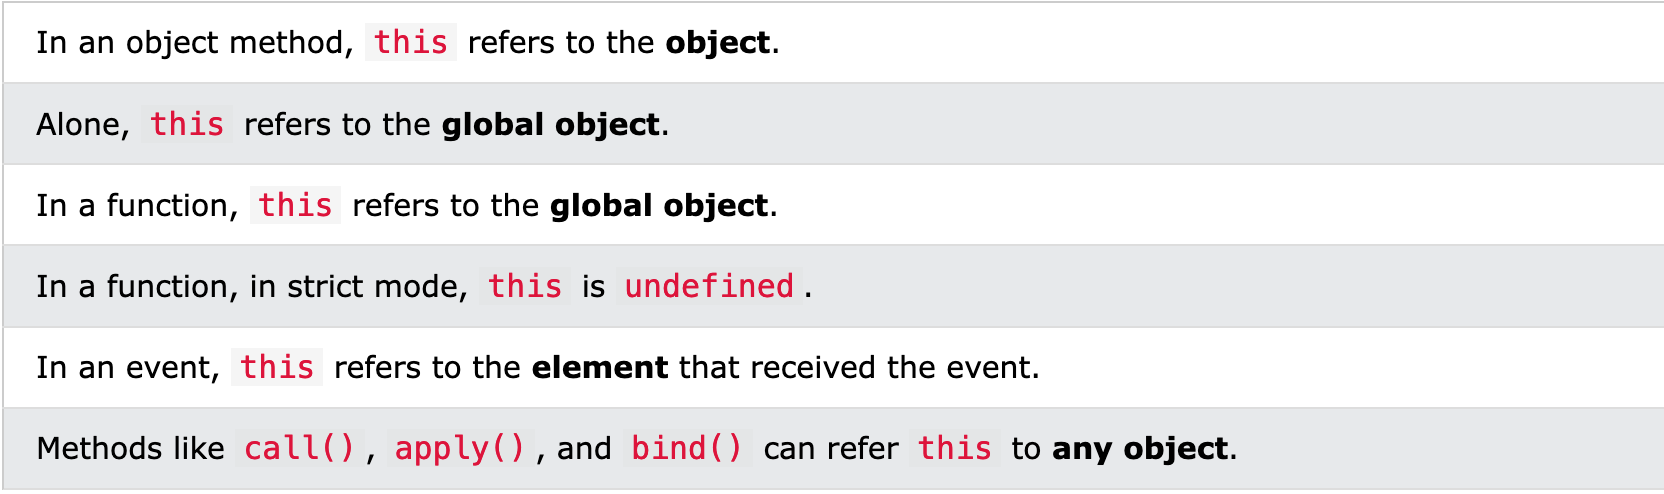 In an object method, this refers to the object.
Alone, this refers to the global object.
In a function, this refers to the global object.
In a function, in strict mode, this is undefined.
In an event, this refers to the element that received the event.
Methods like call(), apply(), and bind() can refer this to any object.